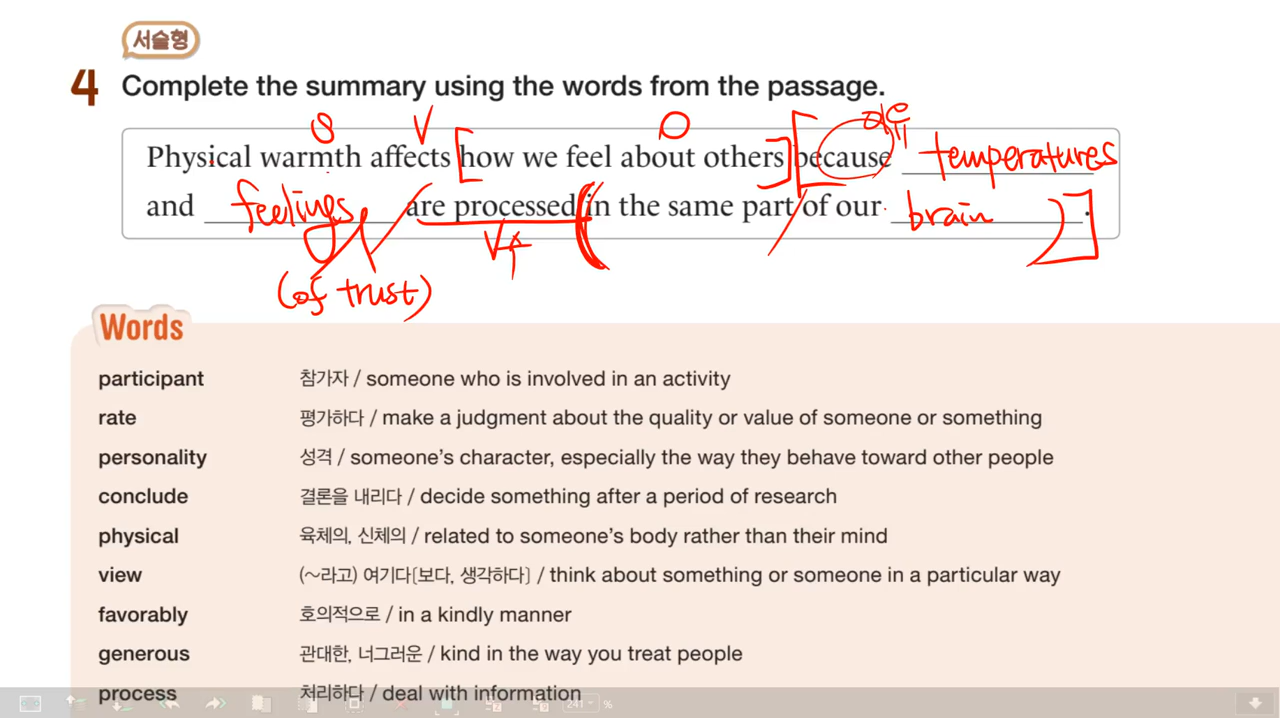 서술형
4 Complete the summary using the words from the passage.
S V O 왜
Physical warmth affects [how we feel about others] [because temperatures
and feelings / are processed (in the same part / of our brain)].
V
(of trust)
Words
participant 참가자 / someone who is involved in an activity
rate 평가하다 / make a judgment about the quality or value of someone or something
personality 성격 / someone's character, especially the way they behave toward other people
conclude 결론을 내리다 / decide something after a period of research
physical 육체의, 신체의 / related to someone's body rather than their mind
view (~라고) 여기다[보다, 생각하다] / think about something or someone in a particular way
favorably 호의적으로 / in a kindly manner
generous 관대한, 너그러운 / kind in the way you treat people
process 처리하다 / deal with information
241 %